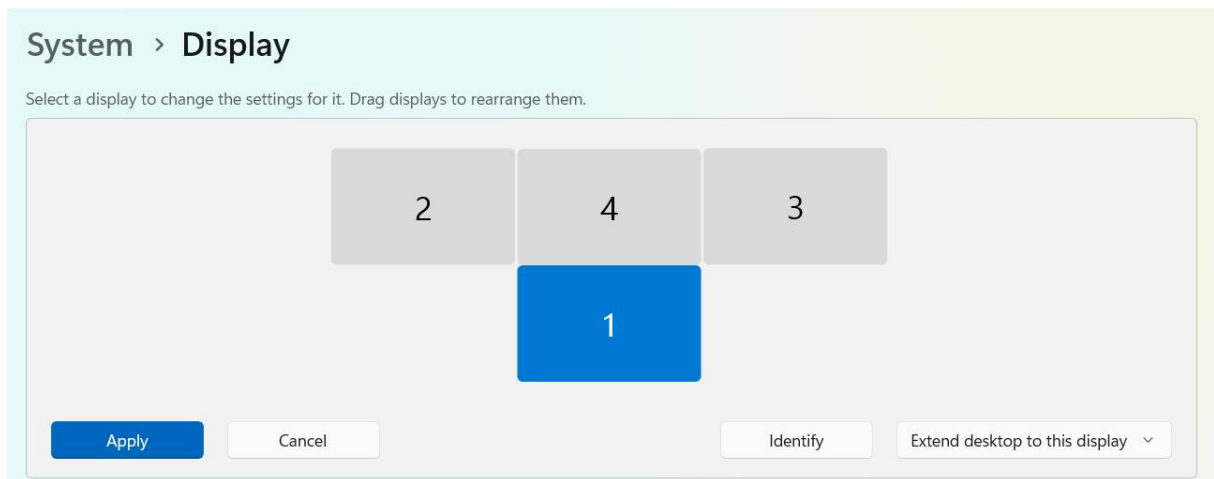 System > Display
Select a display to change the settings for it. Drag displays to rearrange them.
2 4 3
1
Apply Cancel Identify Extend desktop to this display